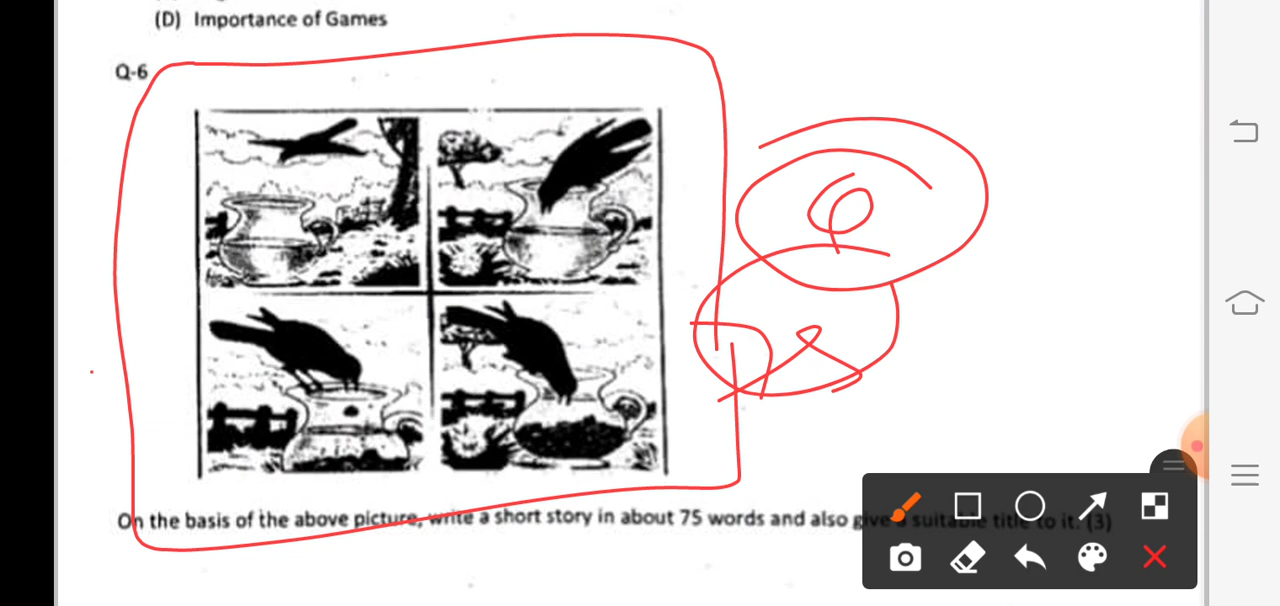 (D) Importance of Games
Q-6
6
On the basis of the above picture, write a short story in about 75 words and also give a suitable title to it. (3)